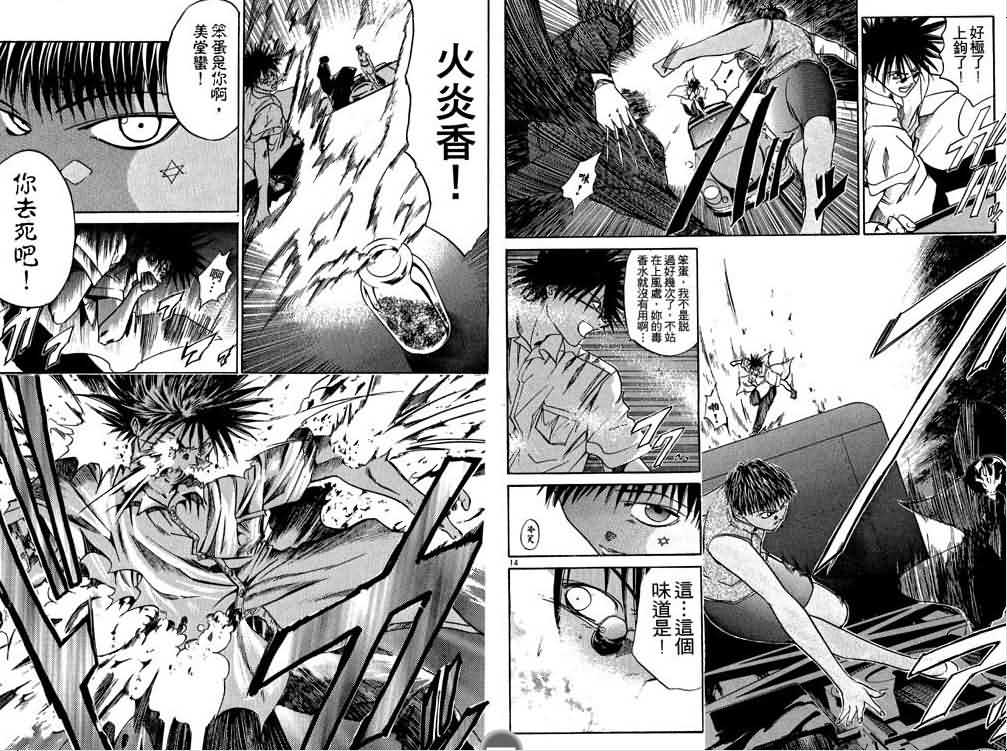 好極了！
上鉤了！
笨蛋，我不是說
過好幾次了，不站
在上風處，妳的毒
香水就沒有用啊…
14
這…這個
味道是！
火炎香！
笨蛋是你啊，
美堂蠻！
啊…
你去死吧！